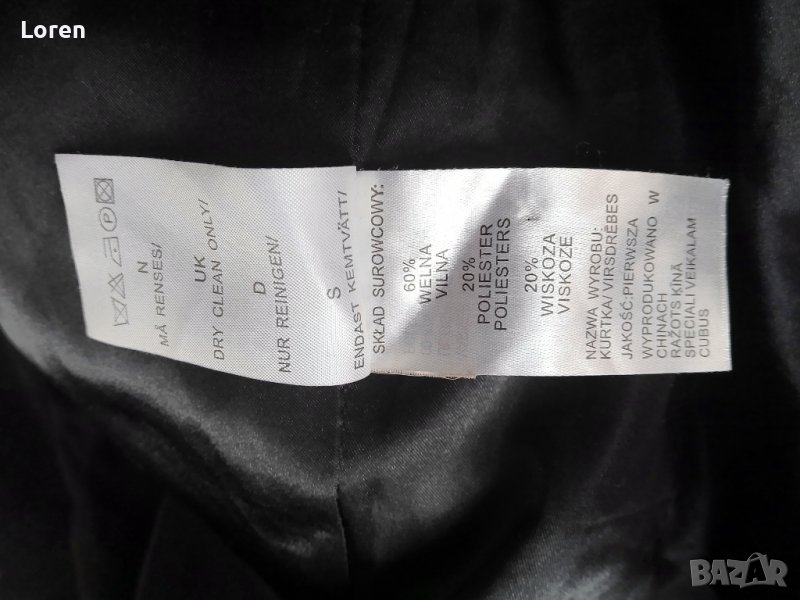 Loren
N
MÅ RENSES/
UK
DRY CLEAN ONLY/
D
NUR REINIGEN/
S
ENDAST KEMTVÄTT/
SKŁAD SUROWCOWY:
60%
WEŁNA
VILNA
20%
POLIESTER
POLIESTERS
20%
WISKOZA
VISKOZE
NAZWA WYROBU:
KURTKA/ VIRSDRĒBES
JAKOŚĆ:PIERWSZA
WYPRODUKOWANO W
CHINACH
RAŽOTS ĶĪNĀ
SPECIĀLI VEIKALAM
CUBUS
BAZAR